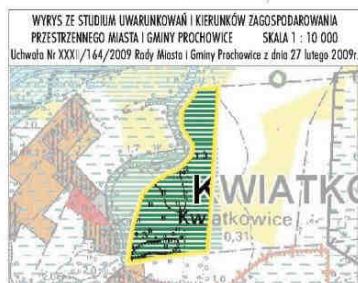 WYRYS ZE STUDIUM UWARUNKOWAŃ I KIERUNKÓW ZAGOSPODAROWANIA
PRZESTRZENNEGO MIASTA I GMINY PROCHOWICE SKALA 1 : 10 000
Uchwała Nr XXXII/164/2009 Rady Miasta i Gminy Prochowice z dnia 27 lutego 2009r.
KWIATKO
Kwiatkowice
0,31